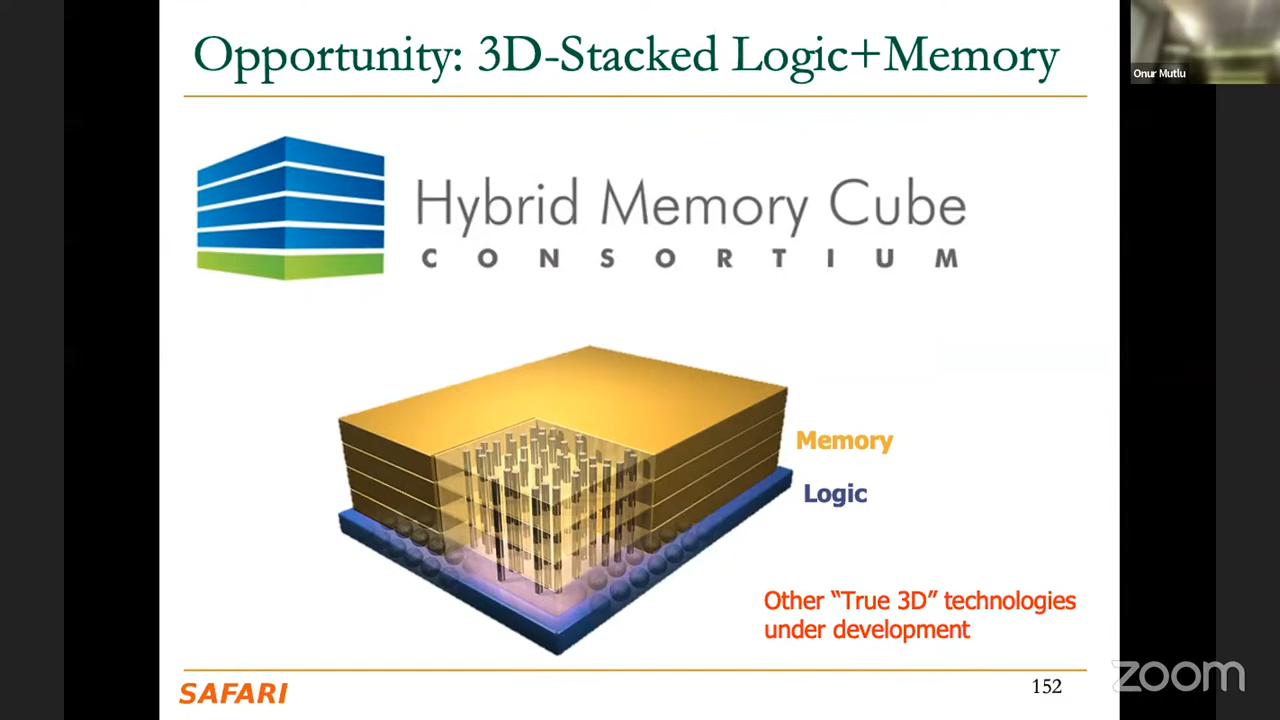 Opportunity: 3D-Stacked Logic+Memory
Onur Mutlu
Hybrid Memory Cube
CONSORTIUM
Memory
Logic
Other “True 3D” technologies
under development
SAFARI
152
zoom